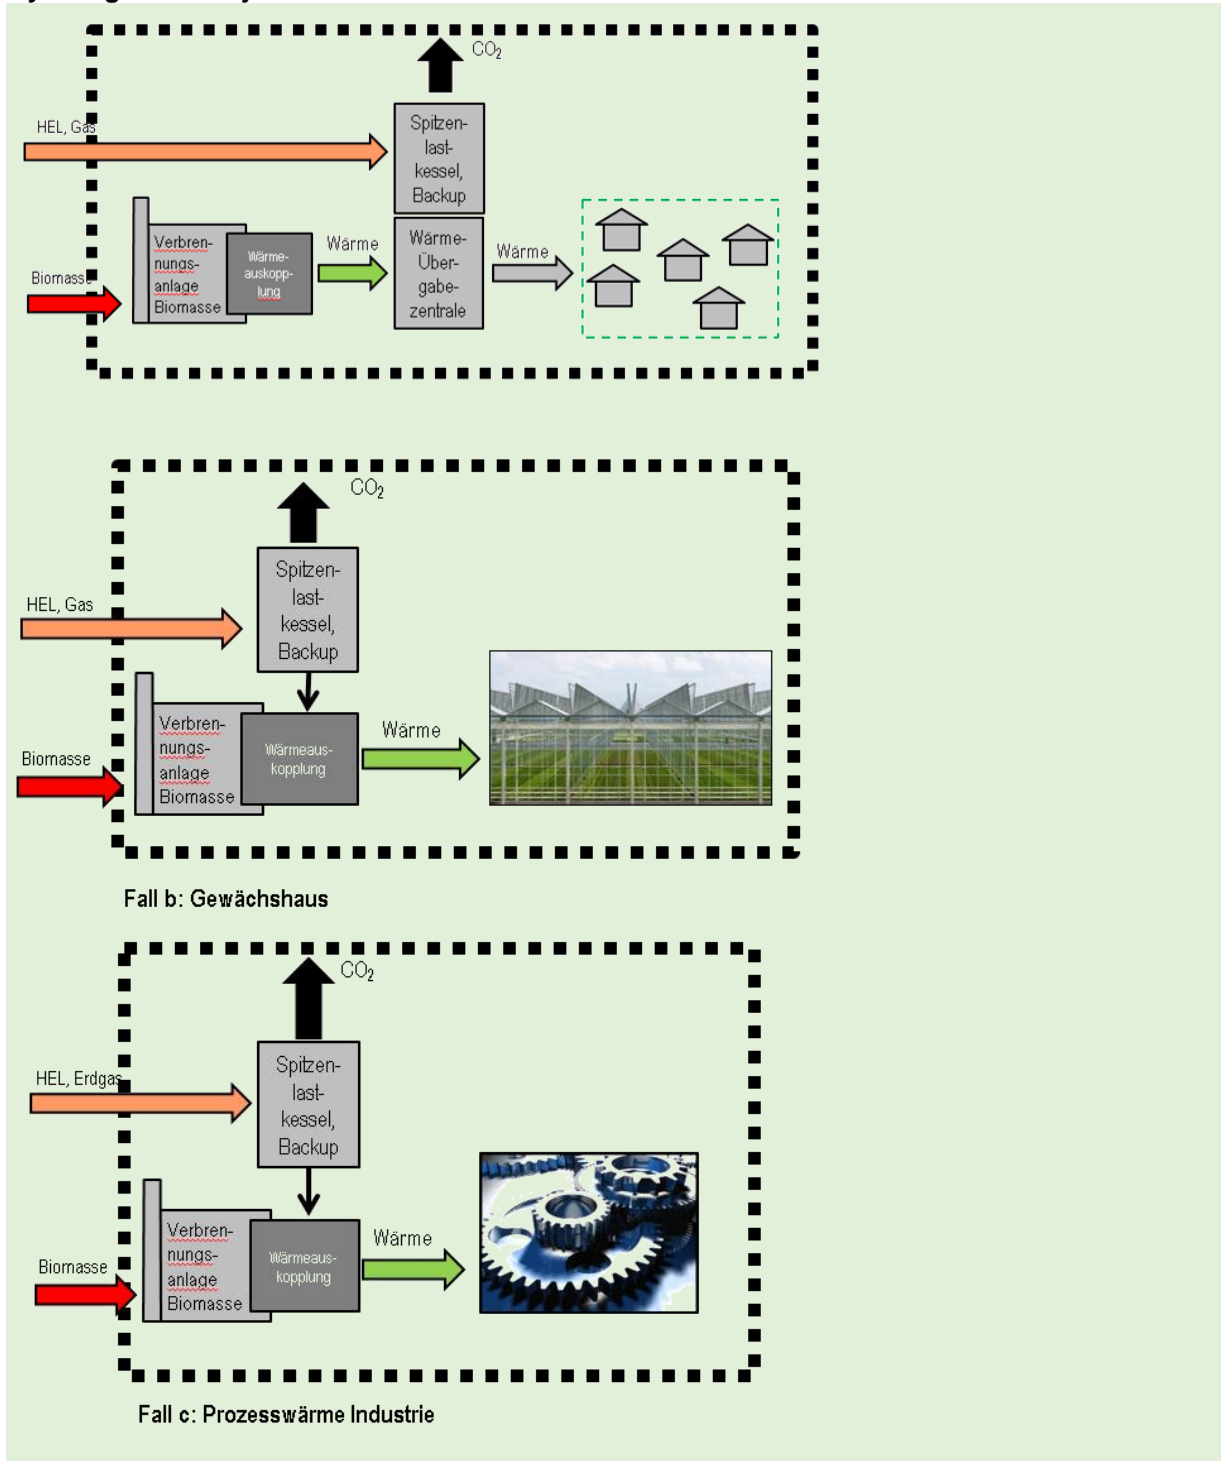 CO₂
HEL, Gas
Spitzen-
last-
kessel,
Backup
Verbren-
nungs-
anlage
Biomasse
Wärme-
auskopp-
lung
Wärme
Wärme-
Über-
gabe-
zentrale
Wärme
Biomasse
CO₂
HEL, Gas
Spitzen-
last-
kessel,
Backup
Biomasse
Verbren-
nungs-
anlage
Biomasse
Wärmeaus-
kopplung
Wärme
Fall b: Gewächshaus
CO₂
HEL, Erdgas
Spitzen-
last-
kessel,
Backup
Biomasse
Verbren-
nungs-
anlage
Biomasse
Wärmeaus-
kopplung
Wärme
Fall c: Prozesswärme Industrie